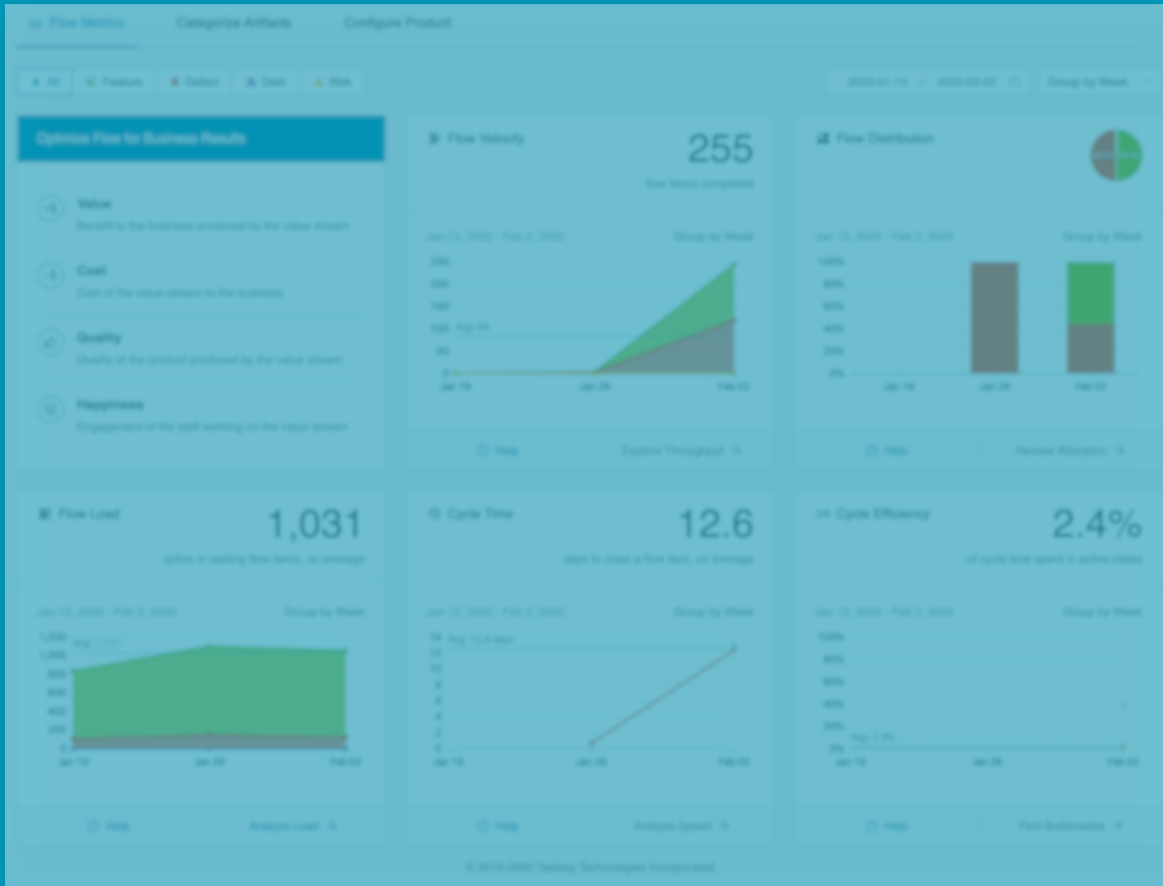 Flow Metrics Categorize Artifacts Configure Product
All Feature Defect Debt Risk 2020-01-13 ~ 2020-02-02 Group by Week
Optimize Flow for Business Results
Value
Benefit to the business produced by the value stream
Cost
Cost of the value stream to the business
Quality
Quality of the product produced by the value stream
Happiness
Engagement of the staff working on the value stream
Flow Velocity
255
flow items completed
Jan 13, 2020 - Feb 2, 2020 Group by Week
250
200
150
100
50
0
Jan 19 Jan 26 Feb 02
Help Explore Throughput
Flow Distribution
Jan 13, 2020 - Feb 2, 2020 Group by Week
100%
80%
60%
40%
20%
0%
Jan 19 Jan 26 Feb 02
Help Review Allocation
Flow Load
1,031
active or waiting flow items, on average
Jan 13, 2020 - Feb 2, 2020 Group by Week
1,200
1,000
800
600
400
200
0
Jan 19 Jan 26 Feb 02
Help Analyze Load
Cycle Time
12.6
days to close a flow item, on average
Jan 13, 2020 - Feb 2, 2020 Group by Week
Avg: 12.6 days
10
8
6
4
2
0
Jan 19 Jan 26 Feb 02
Help Analyze Speed
Cycle Efficiency
2.4%
of cycle time spent in active states
Jan 13, 2020 - Feb 2, 2020 Group by Week
100%
80%
60%
40%
20%
Avg: 2.4%
0%
Jan 19 Jan 26 Feb 02
Help Find Bottlenecks
© 2013-2020 Tasktop Technologies Incorporated